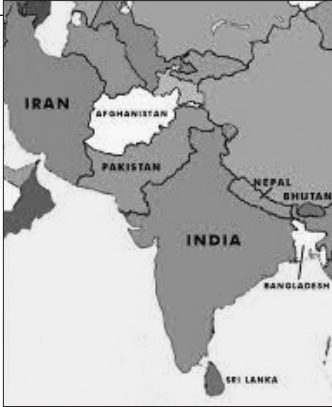 IRAN
AFGHANISTAN
PAKISTAN
NEPAL
BHUTAN
INDIA
BANGLADESH
SRI LANKA